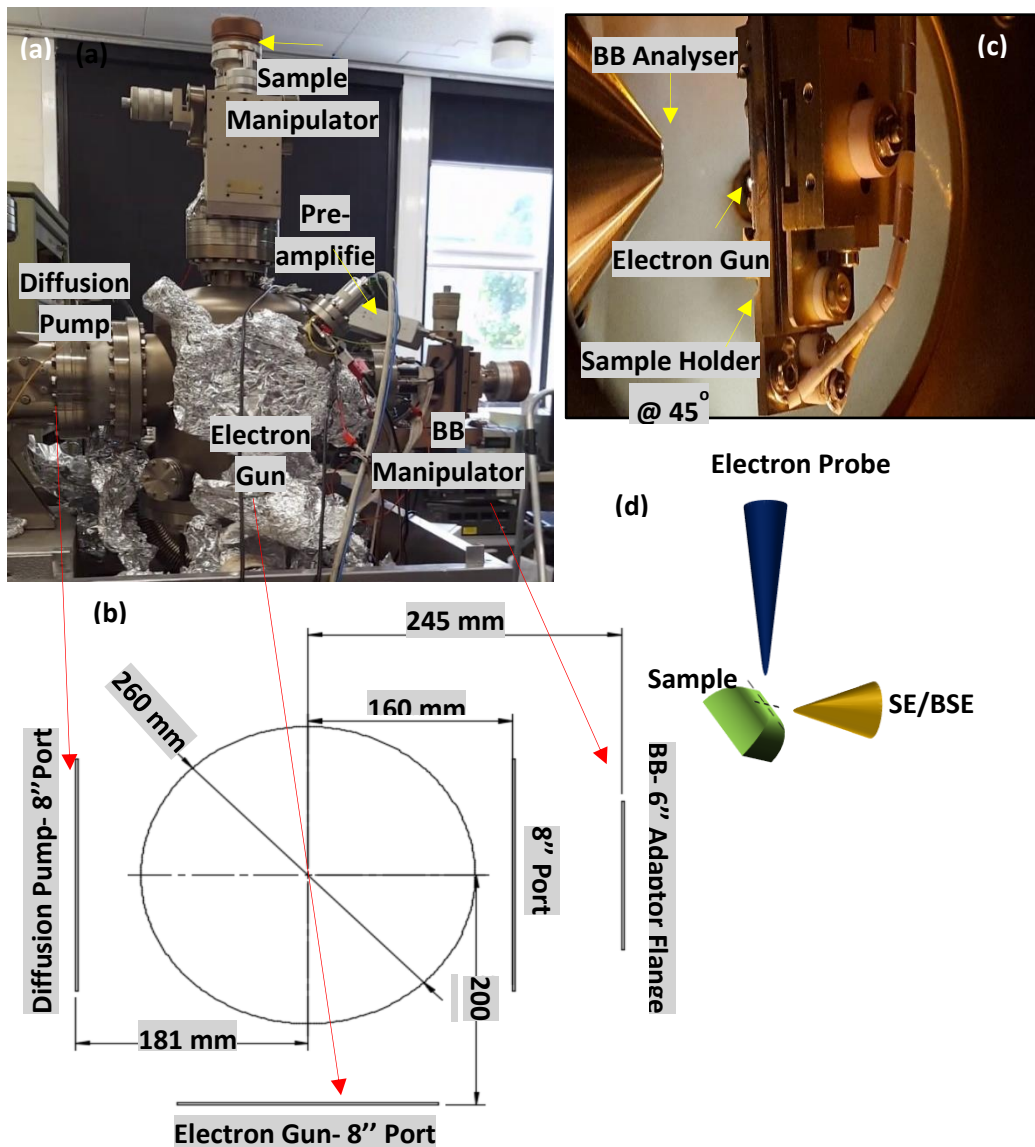 (a)
(a)
Sample
Manipulator
Pre-
amplifie
Diffusion
Pump
Electron
Gun
BB
Manipulator
(c)
BB Analyser
Electron Gun
Sample Holder
@ 45°
(b)
245 mm
260 mm
160 mm
Diffusion Pump- 8’’Port
8’’ Port
BB- 6’’ Adaptor Flange
200
181 mm
Electron Gun- 8’’ Port
(d)
Electron Probe
Sample
SE/BSE